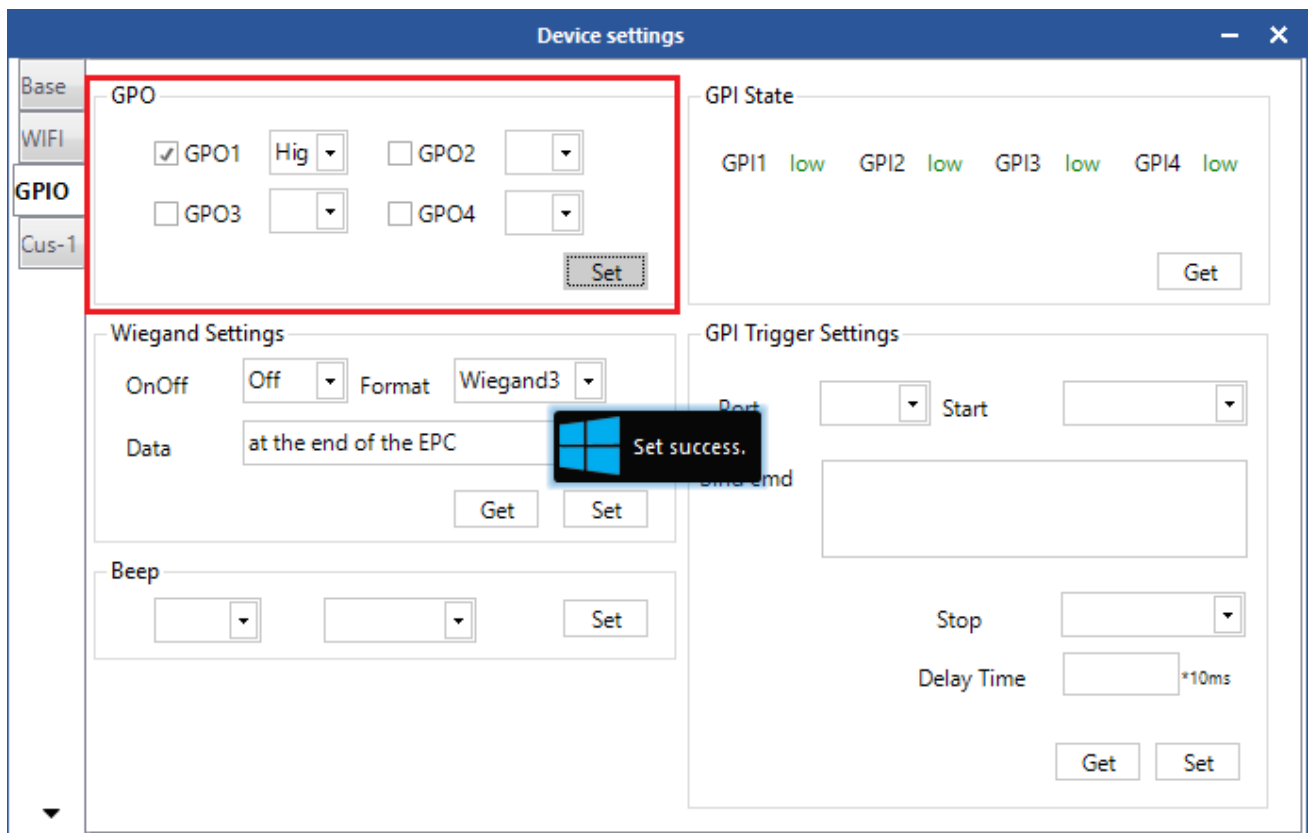 Device settings
Base
WIFI
GPIO
Cus-1
GPO
GPO1 Hig GPO2
GPO3 GPO4
Set
GPI State
GPI1 low GPI2 low GPI3 low GPI4 low
Get
Wiegand Settings
OnOff Off Format Wiegand3
Data at the end of the EPC
Get Set
Set success.
Beep
Set
GPI Trigger Settings
Port Start
cmd
Stop
Delay Time *10ms
Get Set